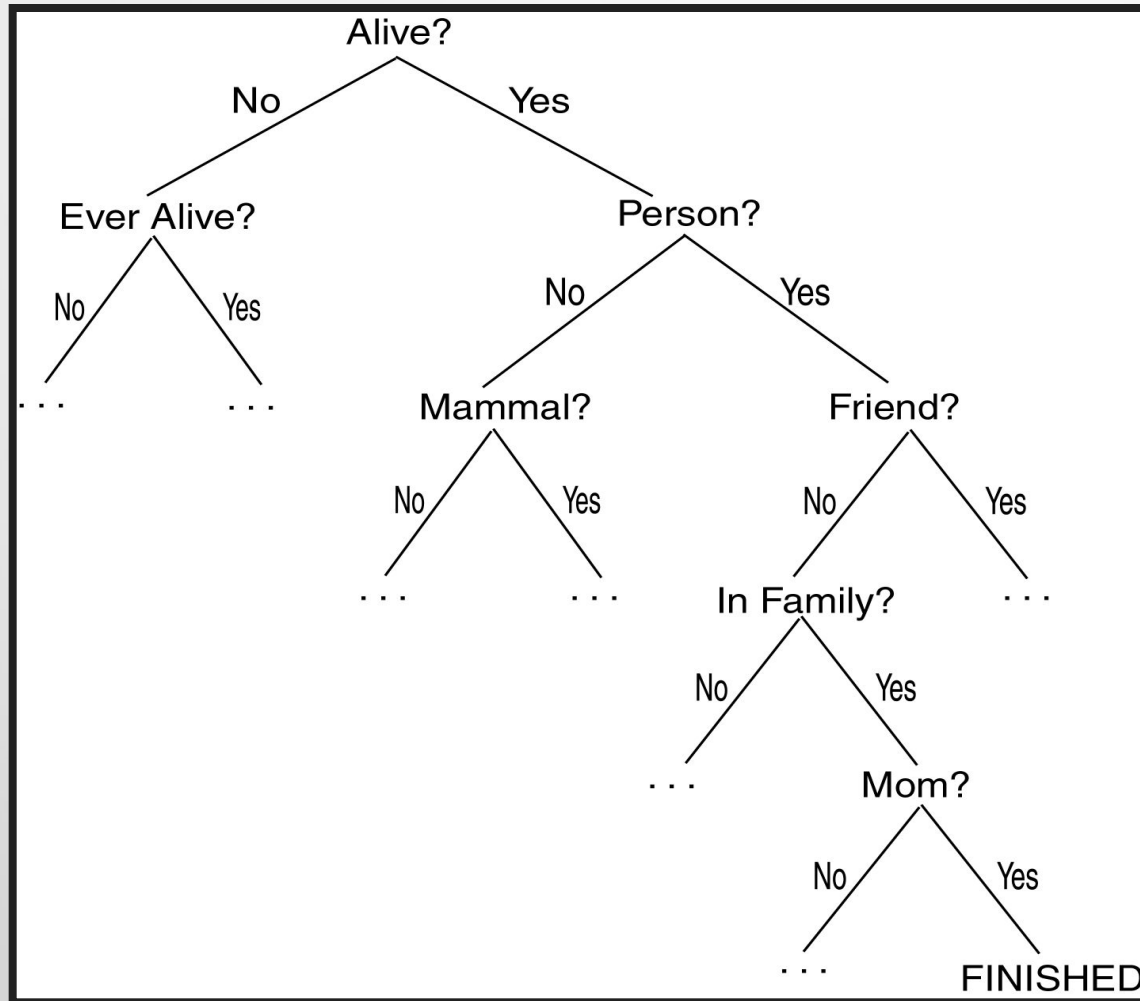 Alive?
No Yes
Ever Alive? Person?
No Yes No Yes
. . . . . . Mammal? Friend?
No Yes No Yes
. . . . . . In Family? . . .
No Yes
. . . Mom?
No Yes
. . . FINISHED